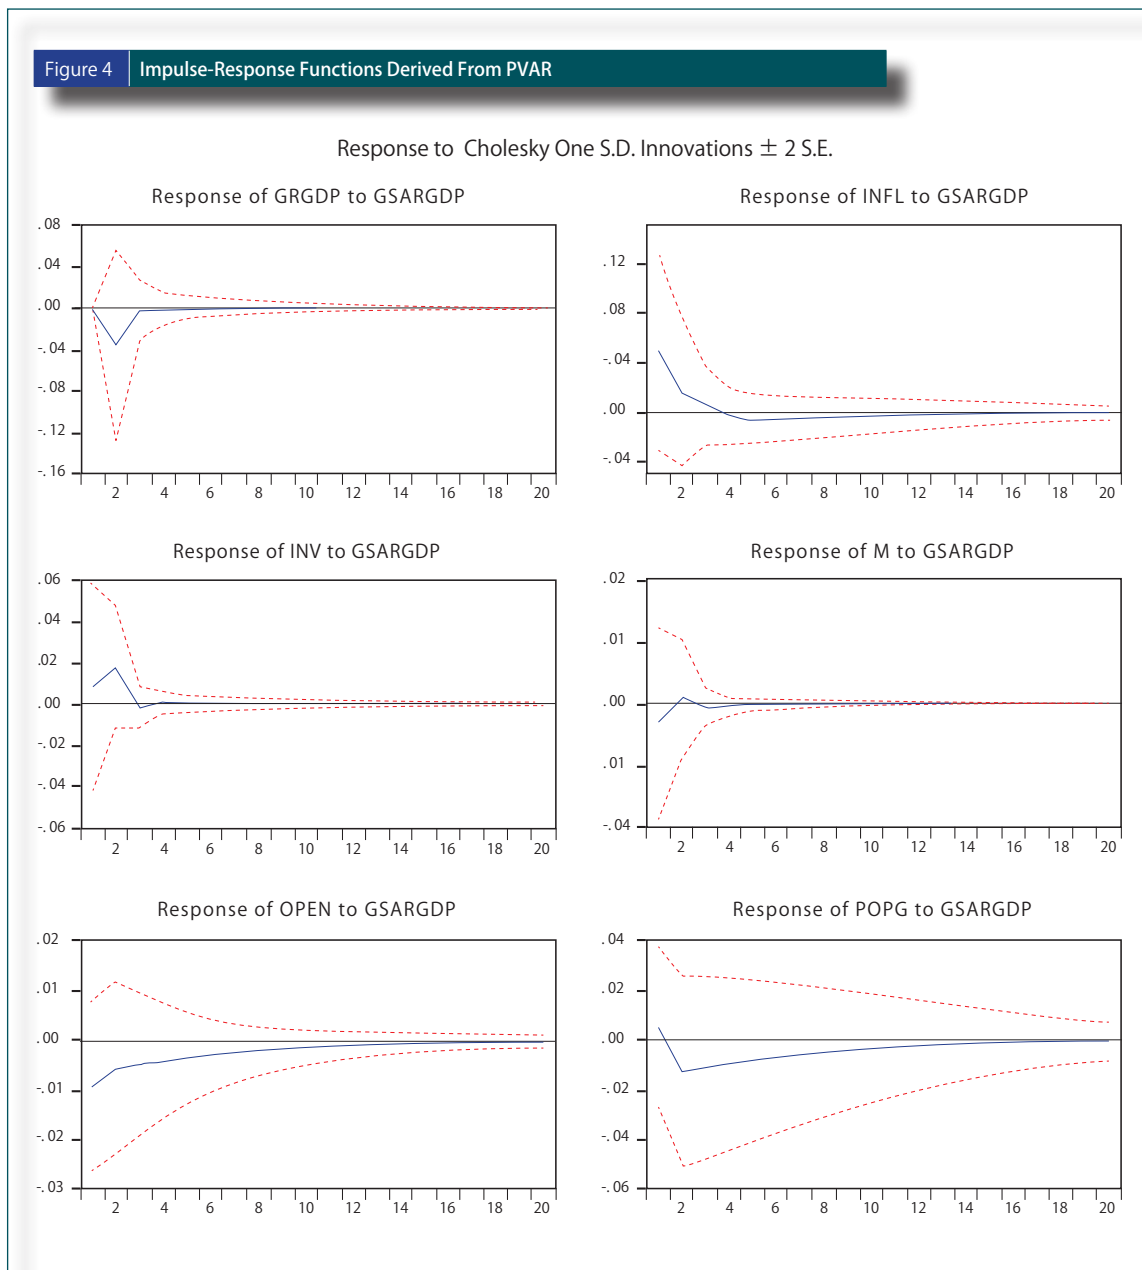 Figure 4 Impulse-Response Functions Derived From PVAR
Response to Cholesky One S.D. Innovations ± 2 S.E.
Response of GRGDP to GSARGDP
.08
.04
.00
-.04
-.08
-.12
-.16
2 4 6 8 10 12 14 16 18 20
Response of INFL to GSARGDP
.12
.08
-.04
.00
-.04
2 4 6 8 10 12 14 16 18 20
Response of INV to GSARGDP
.06
.04
.02
.00
-.02
-.04
-.06
2 4 6 8 10 12 14 16 18 20
Response of M to GSARGDP
.02
.01
.00
.01
-.04
2 4 6 8 10 12 14 16 18 20
Response of OPEN to GSARGDP
.02
.01
.00
-.01
-.02
-.03
2 4 6 8 10 12 14 16 18 20
Response of POPG to GSARGDP
.04
.02
.00
-.02
-.04
-.06
2 4 6 8 10 12 14 16 18 20